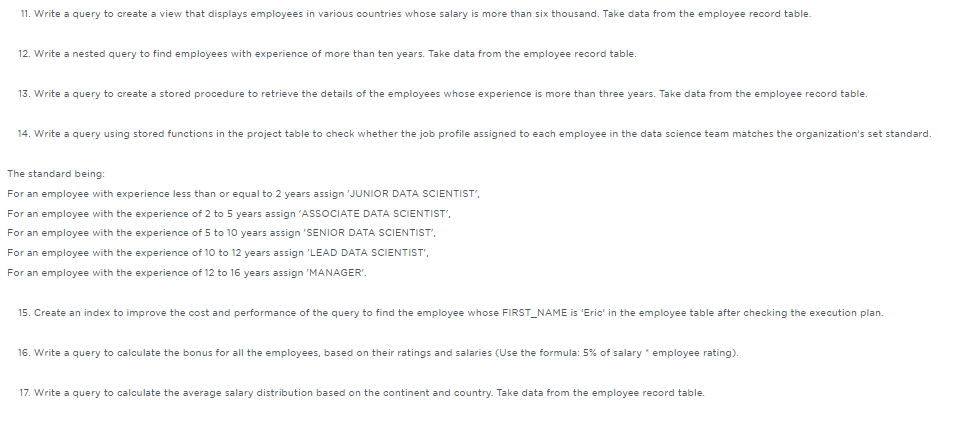 11. Write a query to create a view that displays employees in various countries whose salary is more than six thousand. Take data from the employee record table.
12. Write a nested query to find employees with experience of more than ten years. Take data from the employee record table.
13. Write a query to create a stored procedure to retrieve the details of the employees whose experience is more than three years. Take data from the employee record table.
14. Write a query using stored functions in the project table to check whether the job profile assigned to each employee in the data science team matches the organization's set standard.
The standard being:
For an employee with experience less than or equal to 2 years assign 'JUNIOR DATA SCIENTIST',
For an employee with the experience of 2 to 5 years assign 'ASSOCIATE DATA SCIENTIST',
For an employee with the experience of 5 to 10 years assign 'SENIOR DATA SCIENTIST',
For an employee with the experience of 10 to 12 years assign 'LEAD DATA SCIENTIST',
For an employee with the experience of 12 to 16 years assign 'MANAGER'.
15. Create an index to improve the cost and performance of the query to find the employee whose FIRST_NAME is 'Eric' in the employee table after checking the execution plan.
16. Write a query to calculate the bonus for all the employees, based on their ratings and salaries (Use the formula: 5% of salary * employee rating).
17. Write a query to calculate the average salary distribution based on the continent and country. Take data from the employee record table.